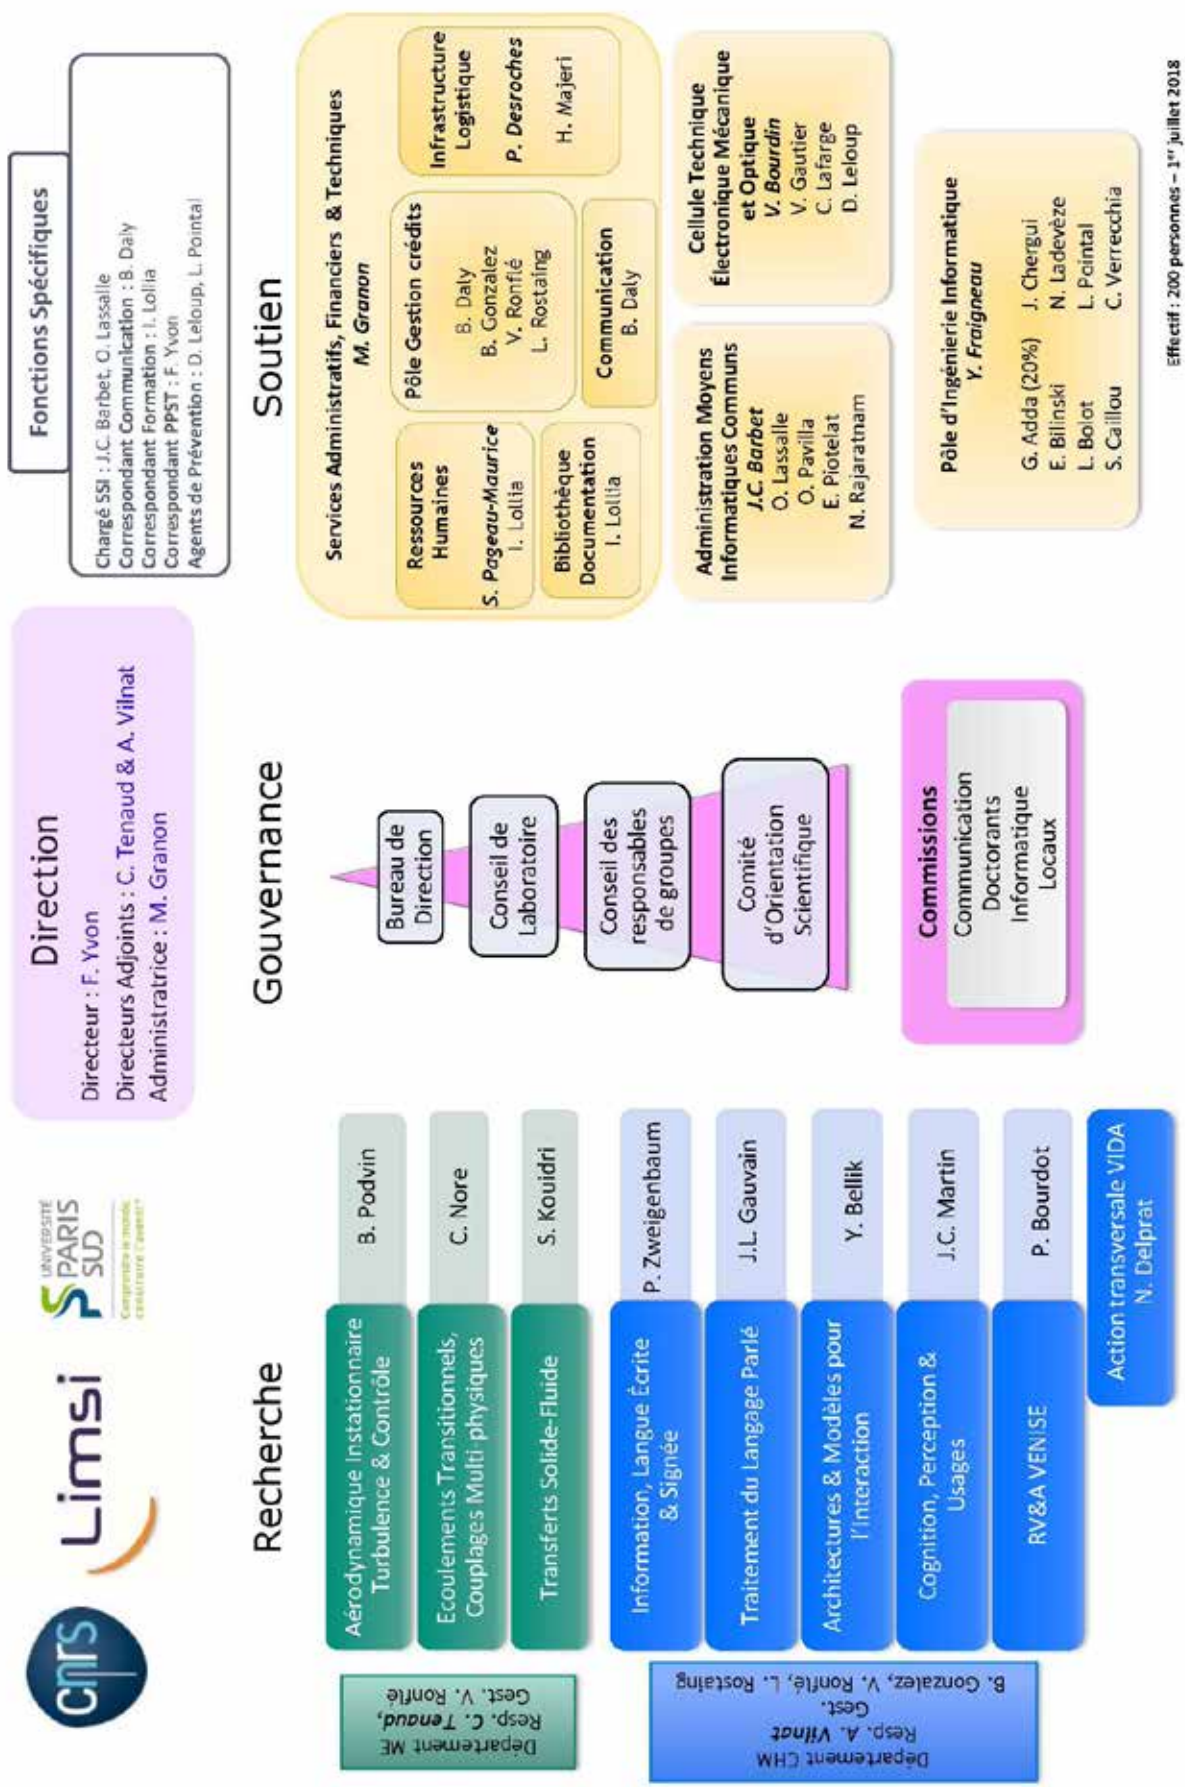 cnrs
Limsi
UNIVERSITÉ
PARIS
SUD
Comprendre le monde,
construire l'avenir®
Direction
Directeur : F. Yvon
Directeurs Adjoints : C. Tenaud & A. Vilnat
Administratrice : M. Granon
Fonctions Spécifiques
Chargé SSI : J.C. Barbet, O. Lassalle
Correspondant Communication : B. Daly
Correspondant Formation : I. Lollia
Correspondant PPST : F. Yvon
Agents de Prévention : D. Leloup, L. Pointal
Recherche
Département ME
Resp. C. Tenaud,
Gest. V. Ronflé
Aérodynamique Instationnaire
Turbulence & Contrôle
B. Podvin
Ecoulements Transitionnels,
Couplages Multi physiques
C. Nore
Transferts Solide-Fluide
S. Kouidri
Département CHM
Resp. A. Vilnat
Gest.
B. Gonzalez, V. Ronflé, L. Rostaing
Information, Langue Écrite
& Signée
P. Zweigenbaum
Traitement du Langage Parlé
J.L. Gauvain
Architectures & Modèles pour
l'Interaction
Y. Bellik
Cognition, Perception &
Usages
J.C. Martin
RV&A VENISE
P. Bourdot
Action transversale VIDA
N. Delprat
Gouvernance
Bureau de
Direction
Conseil de
Laboratoire
Conseil des
responsables
de groupes
Comité
d'Orientation
Scientifique
Commissions
Communication
Doctorants
Informatique
Locaux
Soutien
Services Administratifs, Financiers & Techniques
M. Granon
Ressources
Humaines
S. Pageau-Maurice
I. Lollia
Pôle Gestion crédits
B. Daly
B. Gonzalez
V. Ronflé
L. Rostaing
Infrastructure
Logistique
P. Desroches
H. Majeri
Bibliothèque
Documentation
I. Lollia
Communication
B. Daly
Administration Moyens
Informatiques Communs
J.C. Barbet
O. Lassalle
O. Pavilla
E. Piotelat
N. Rajaratnam
Cellule Technique
Électronique Mécanique
et Optique
V. Bourdin
V. Gautier
C. Lafarge
D. Leloup
Pôle d'Ingénierie Informatique
Y. Fraigneau
G. Adda (20%) J. Chergui
E. Bilinski N. Ladevèze
L. Bolot L. Pointal
S. Caillou C. Verrecchia
Effectif : 200 personnes – 1er juillet 2018